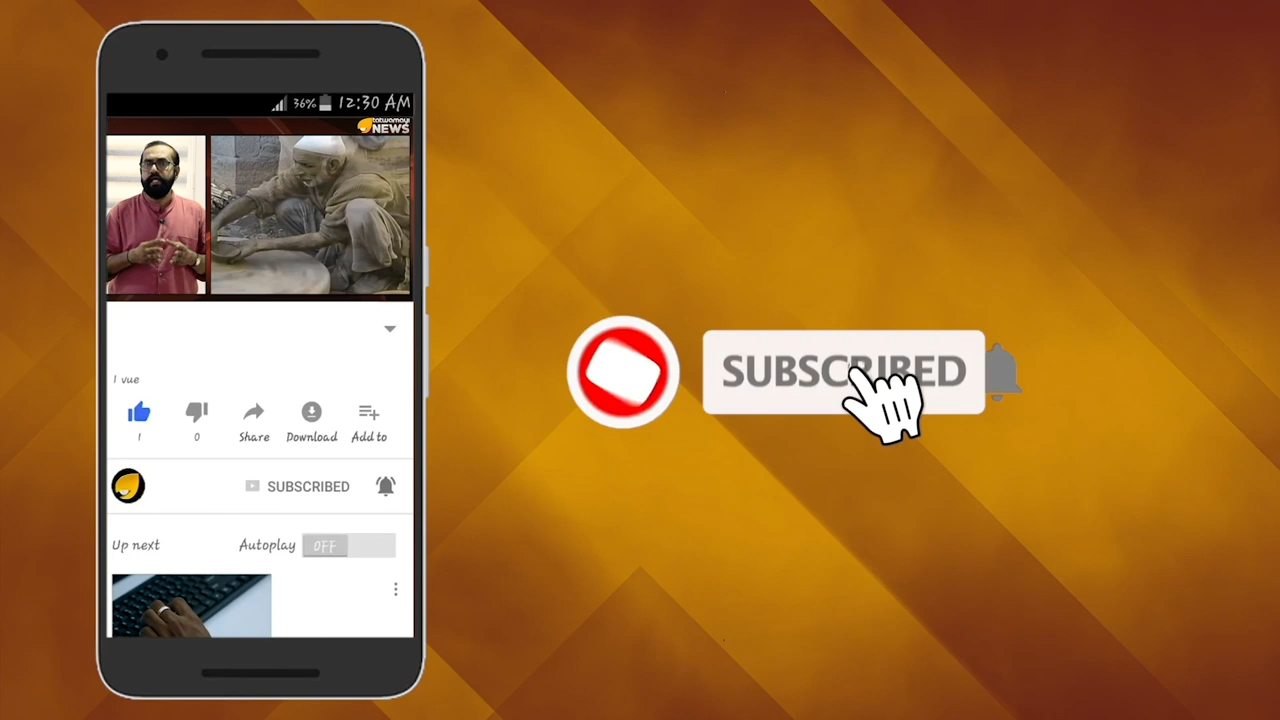 36% 12:30 AM
tatwamayi
NEWS
1 vue
1
0
Share
Download
Add to
SUBSCRIBED
Up next
Autoplay
OFF
SUBSCRIBED